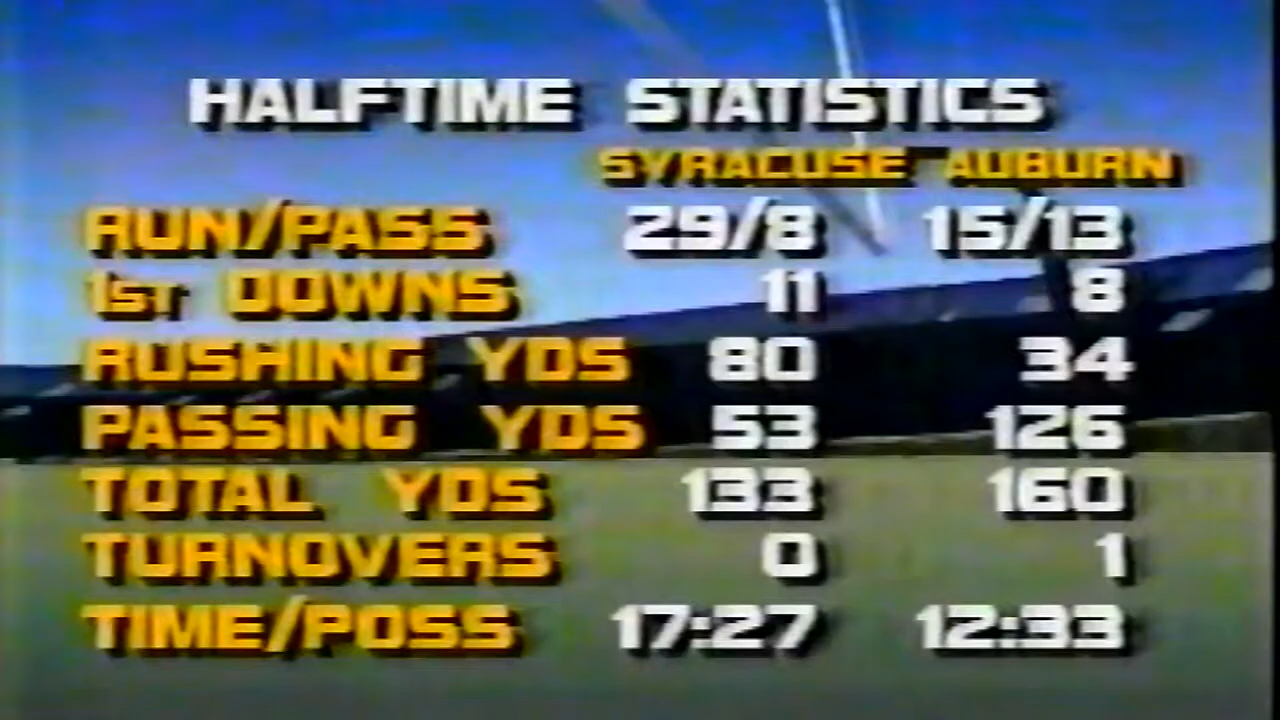 HALFTIME STATISTICS
SYRACUSE AUBURN
RUN/PASS 29/8 15/13
1ST DOWNS 11 8
RUSHING YDS 80 34
PASSING YDS 53 126
TOTAL YDS 133 160
TURNOVERS 0 1
TIME/POSS 17:27 12:33